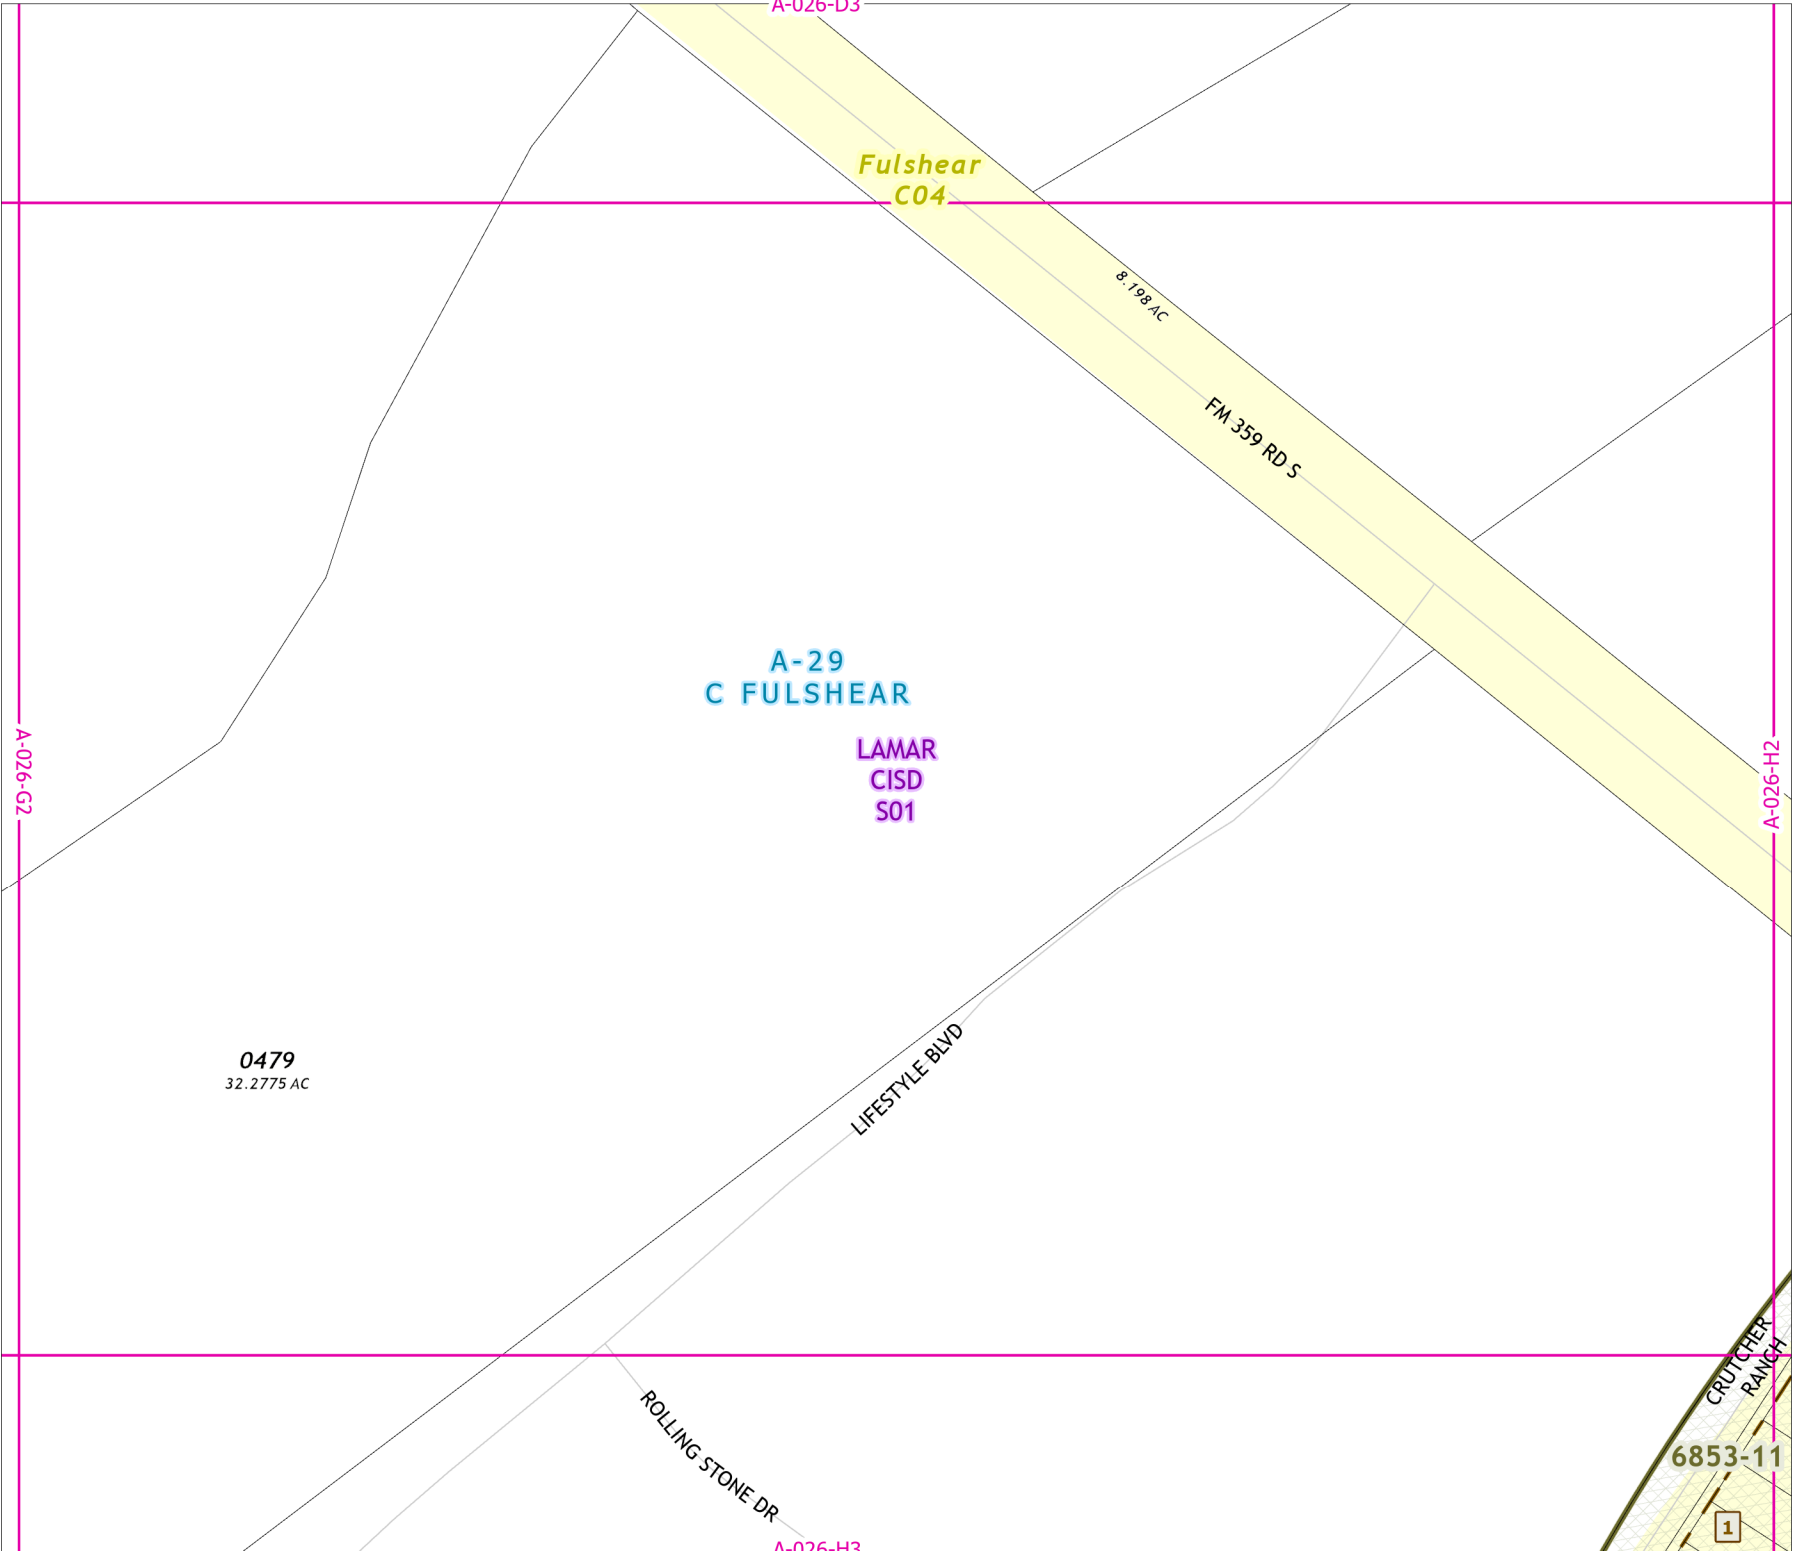 A-026-D3
Fulshear
C04
8.198 AC
FM 359 RD S
A-29
C FULSHEAR
LAMAR
CISD
S01
A-026-G2
A-026-H2
0479
32.2775 AC
LIFESTYLE BLVD
ROLLING STONE DR
CRUTCHER
RANCH
6853-11
1
A-026-H3